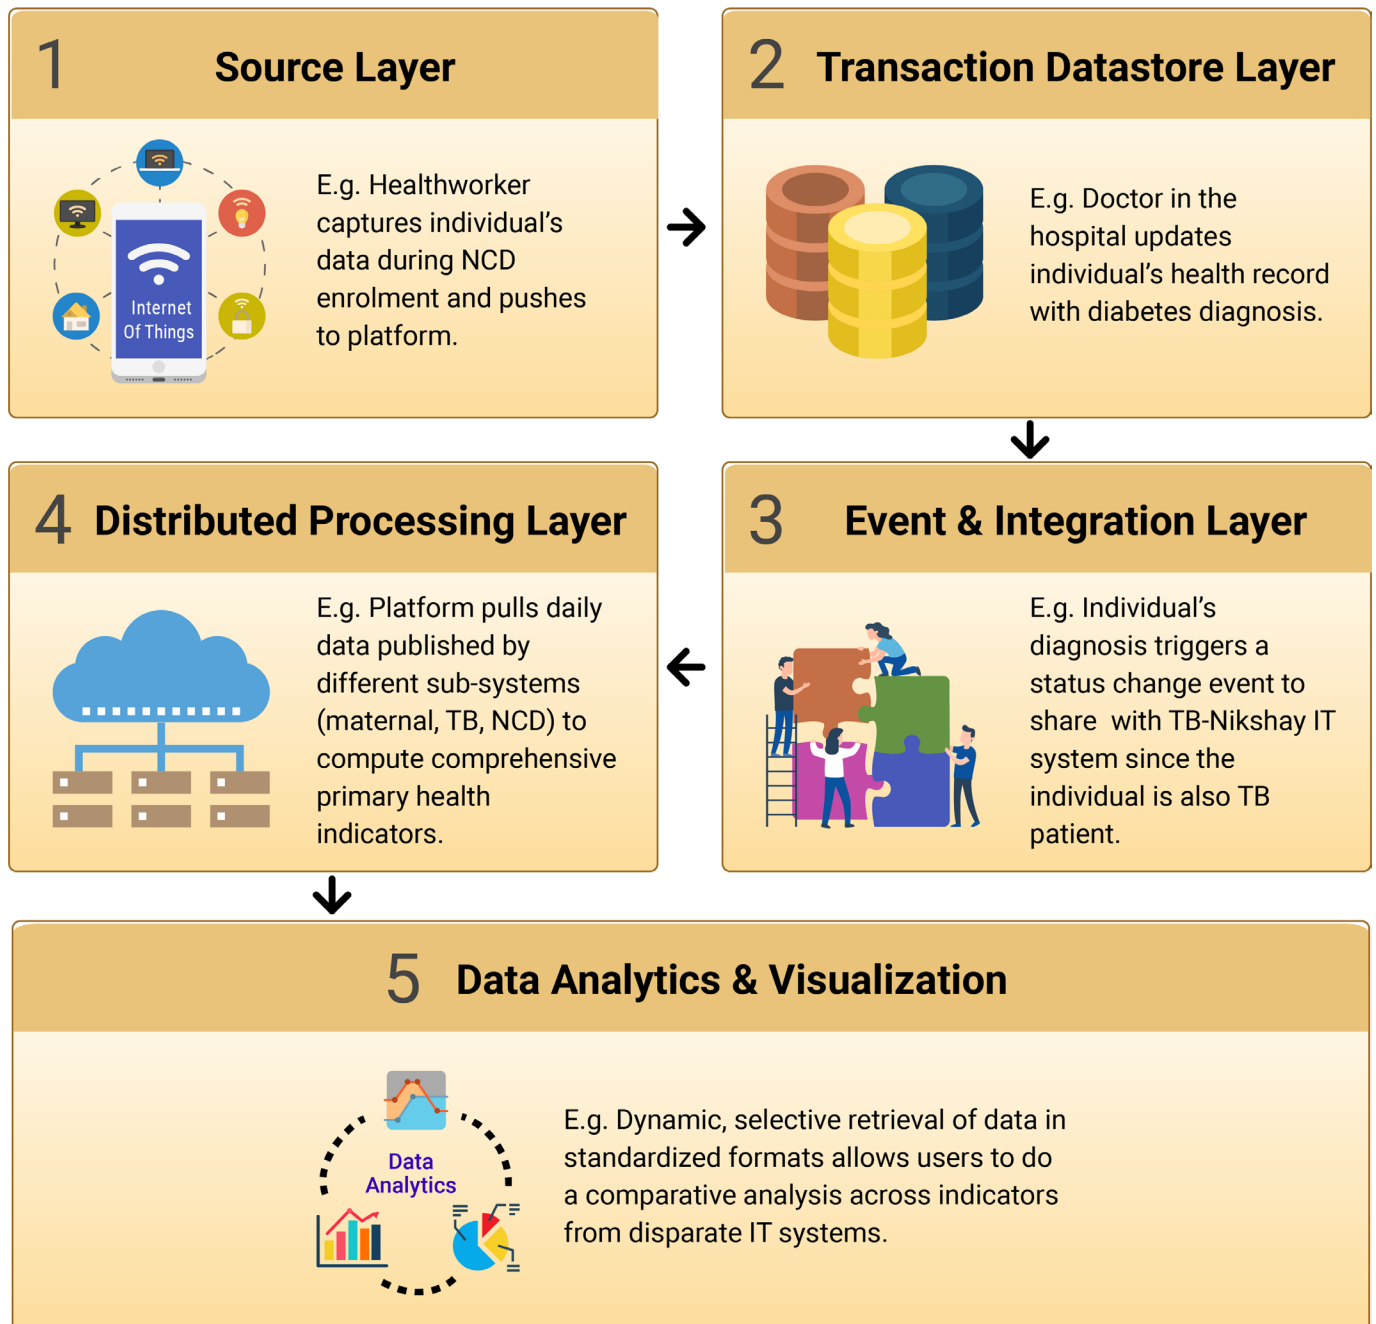 1 Source Layer
Internet
Of Things
E.g. Healthworker
captures individual's
data during NCD
enrolment and pushes
to platform.
2 Transaction Datastore Layer
E.g. Doctor in the
hospital updates
individual's health record
with diabetes diagnosis.
3 Event & Integration Layer
E.g. Individual's
diagnosis triggers a
status change event to
share with TB-Nikshay IT
system since the
individual is also TB
patient.
4 Distributed Processing Layer
E.g. Platform pulls daily
data published by
different sub-systems
(maternal, TB, NCD) to
compute comprehensive
primary health
indicators.
5 Data Analytics & Visualization
Data
Analytics
E.g. Dynamic, selective retrieval of data in
standardized formats allows users to do
a comparative analysis across indicators
from disparate IT systems.